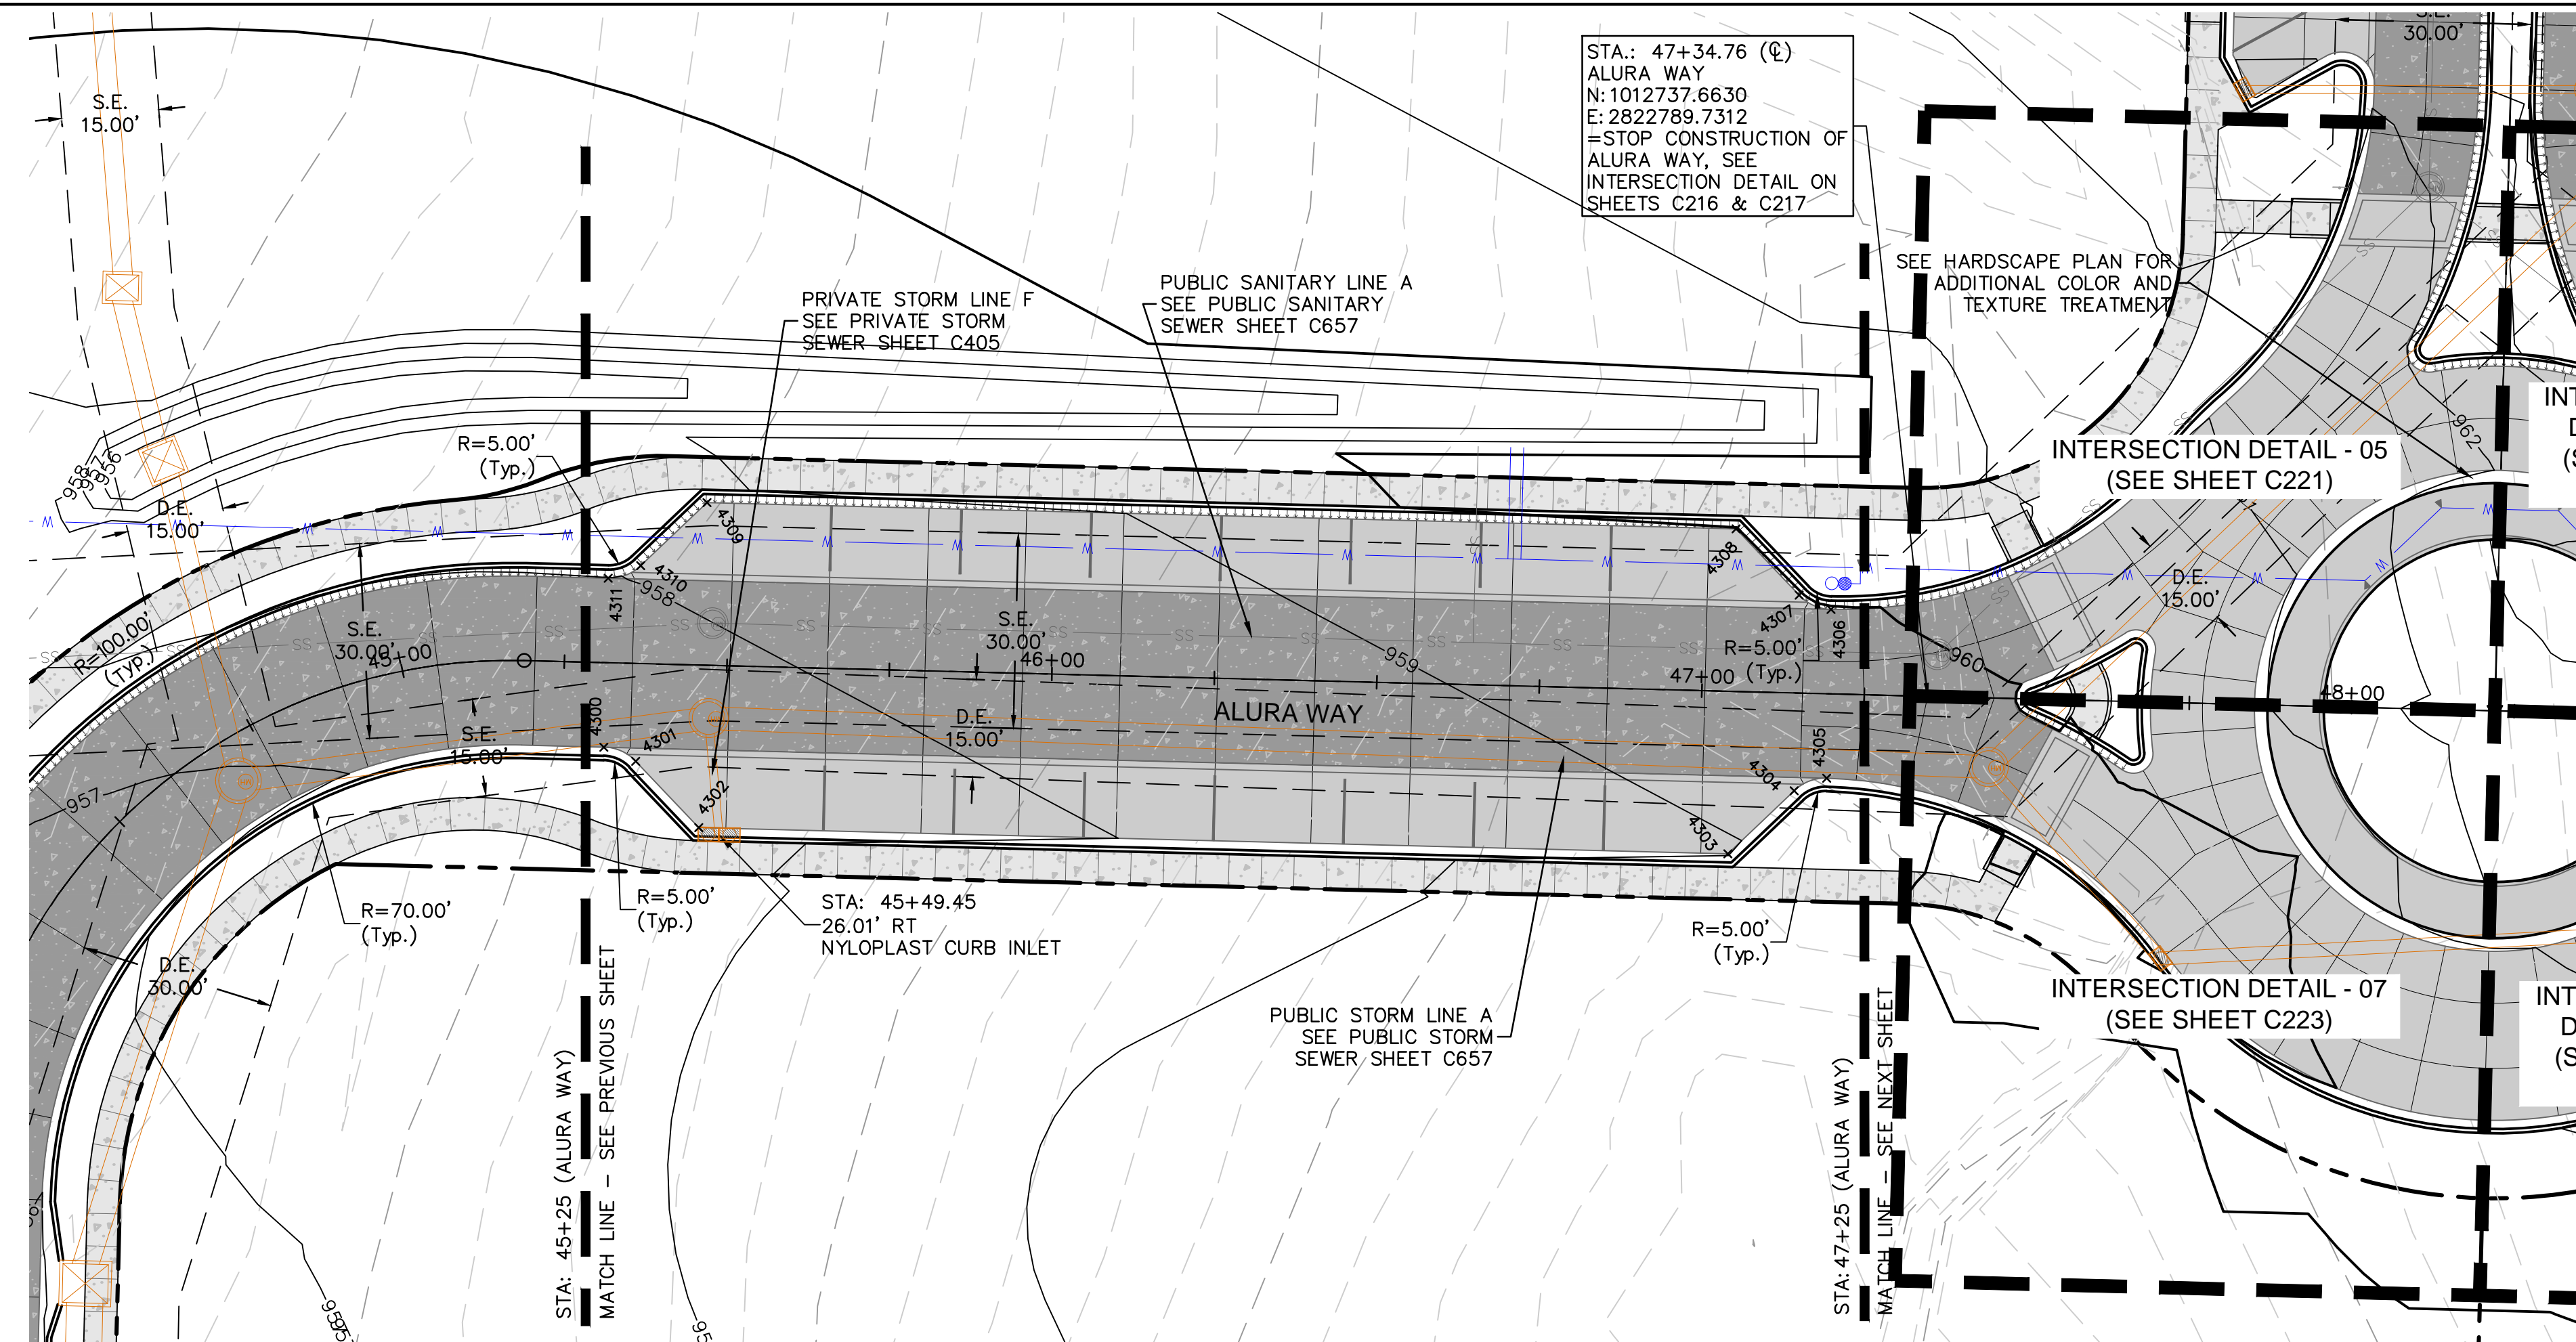 S.E.
30.00'
STA.: 47+34.76 (℄)
ALURA WAY
N:1012737.6630
E:2822789.7312
=STOP CONSTRUCTION OF
ALURA WAY, SEE
INTERSECTION DETAIL ON
SHEETS C216 & C217
S.E.
15.00'
SEE HARDSCAPE PLAN FOR
ADDITIONAL COLOR AND
TEXTURE TREATMENT
PRIVATE STORM LINE F
SEE PRIVATE STORM
SEWER SHEET C405
PUBLIC SANITARY LINE A
SEE PUBLIC SANITARY
SEWER SHEET C657
R=5.00'
(Typ.)
958
957
956
D.E.
15.00'
962
INTERSECTION DETAIL - 05
(SEE SHEET C221)
4309
4310
4311
958
4308
4307
4306
D.E.
15.00'
R=100.00'
(Typ.)
S.E.
30.00'
45+00
S.E.
30.00'
46+00
959
R=5.00'
(Typ.)
47+00
960
48+00
4300
4301
4302
S.E.
15.00'
D.E.
15.00'
ALURA WAY
4305
4304
4303
957
R=70.00'
(Typ.)
R=5.00'
(Typ.)
STA: 45+49.45
26.01' RT
NYLOPLAST CURB INLET
R=5.00'
(Typ.)
D.E.
30.00'
INTERSECTION DETAIL - 07
(SEE SHEET C223)
PUBLIC STORM LINE A
SEE PUBLIC STORM
SEWER SHEET C657
STA: 45+25 (ALURA WAY)
MATCH LINE - SEE PREVIOUS SHEET
STA:47+25 (ALURA WAY)
MATCH LINE - SEE NEXT SHEET